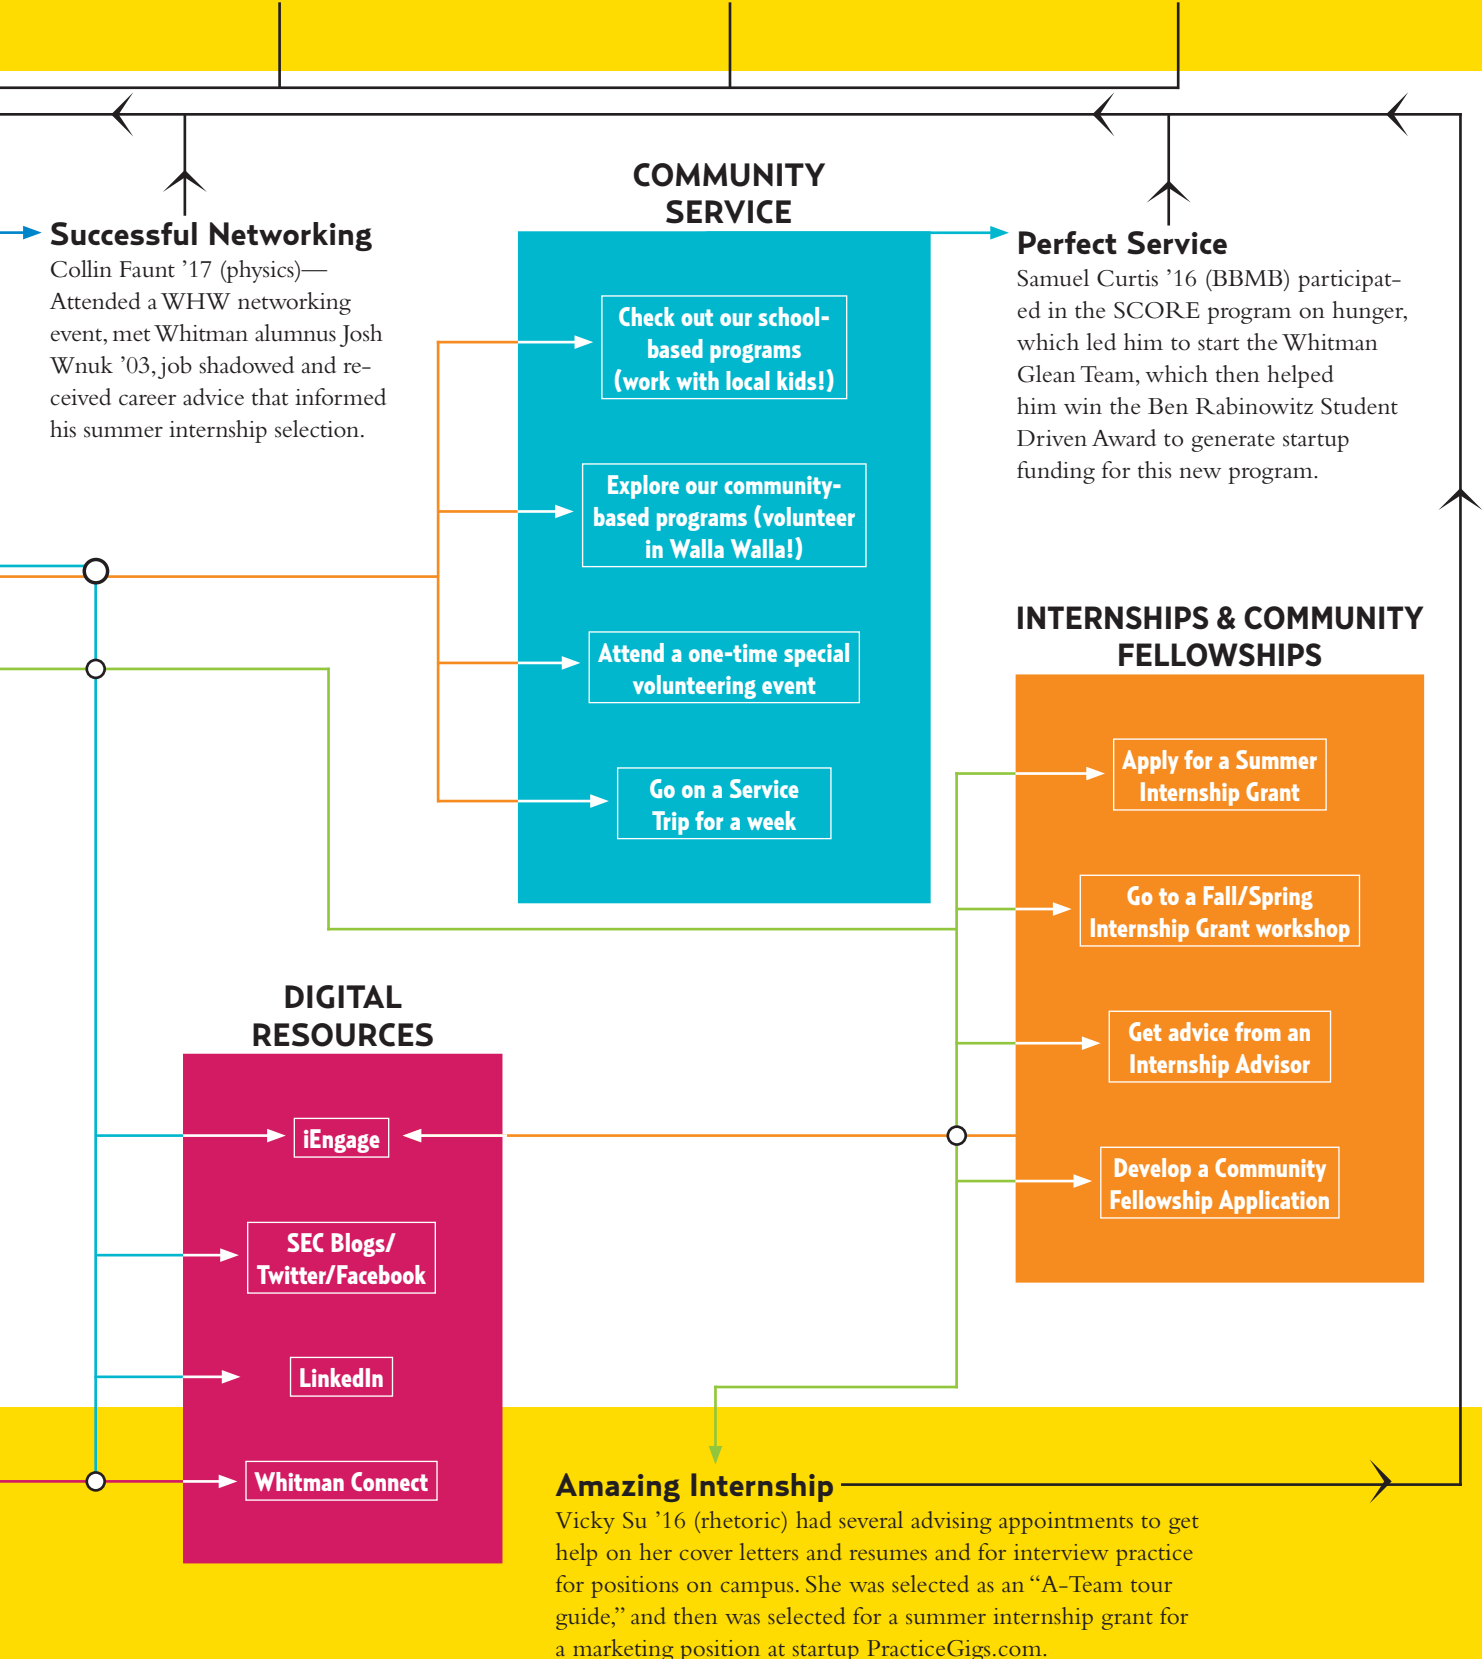 Successful Networking
Collin Faunt ’17 (physics)—
Attended a WHW networking
event, met Whitman alumnus Josh
Wnuk ’03, job shadowed and re-
ceived career advice that informed
his summer internship selection.
COMMUNITY
SERVICE
Check out our school-
based programs
(work with local kids!)
Explore our community-
based programs (volunteer
in Walla Walla!)
Attend a one-time special
volunteering event
Go on a Service
Trip for a week
Perfect Service
Samuel Curtis ’16 (BBMB) participat-
ed in the SCORE program on hunger,
which led him to start the Whitman
Glean Team, which then helped
him win the Ben Rabinowitz Student
Driven Award to generate startup
funding for this new program.
INTERNSHIPS & COMMUNITY
FELLOWSHIPS
Apply for a Summer
Internship Grant
Go to a Fall/Spring
Internship Grant workshop
Get advice from an
Internship Advisor
Develop a Community
Fellowship Application
DIGITAL
RESOURCES
iEngage
SEC Blogs/
Twitter/Facebook
LinkedIn
Whitman Connect
Amazing Internship
Vicky Su ’16 (rhetoric) had several advising appointments to get
help on her cover letters and resumes and for interview practice
for positions on campus. She was selected as an “A-Team tour
guide,” and then was selected for a summer internship grant for
a marketing position at startup PracticeGigs.com.